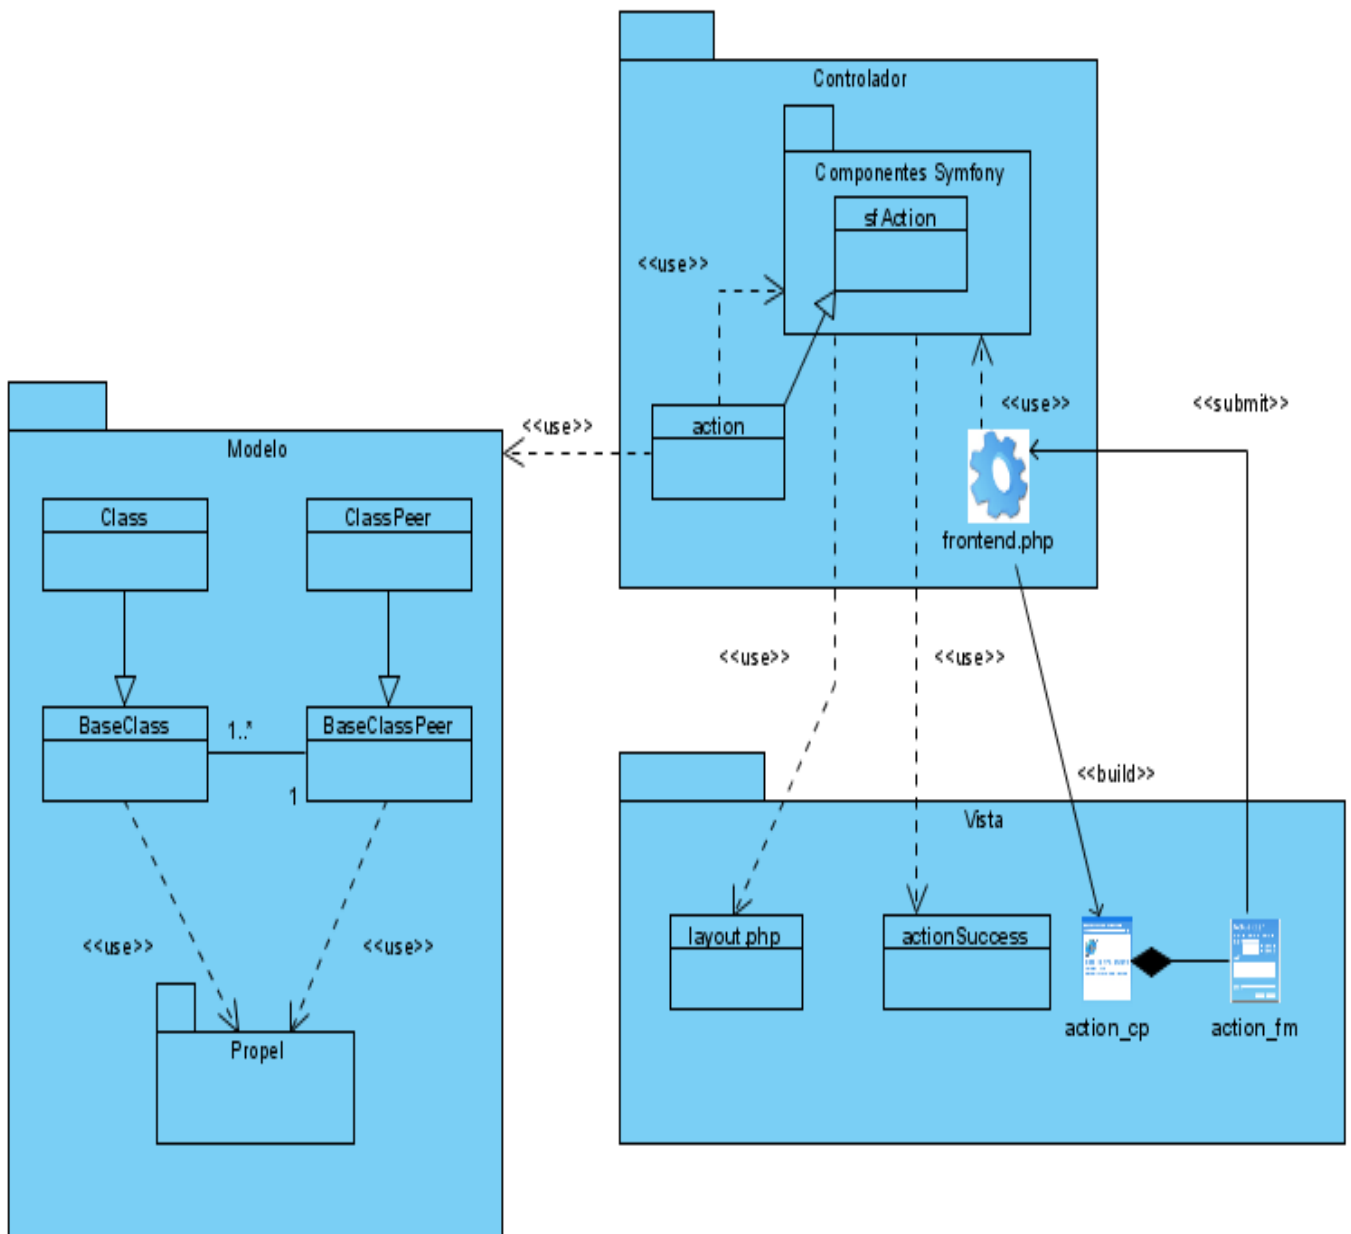 Controlador
Componentes Symfony
sfAction
<<use>>
<<use>>
<<submit>>
action
<<use>>
Modelo
Class
ClassPeer
frontend.php
<<use>>
<<use>>
BaseClass
1..*
BaseClassPeer
1
<<build>>
Vista
layout.php
actionSuccess
<<use>>
<<use>>
action_cp
action_fm
Propel